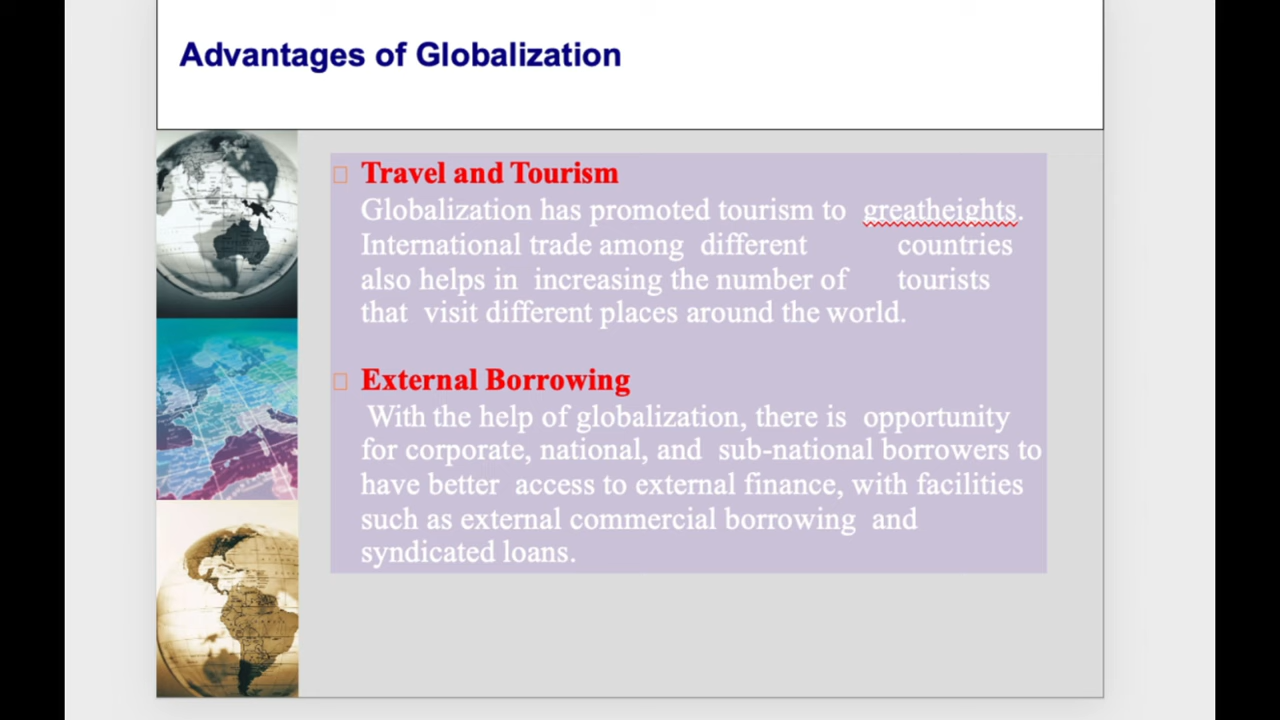 Advantages of Globalization
Travel and Tourism
Globalization has promoted tourism to greatheights.
International trade among different countries
also helps in increasing the number of tourists
that visit different places around the world.
External Borrowing
With the help of globalization, there is opportunity
for corporate, national, and sub-national borrowers to
have better access to external finance, with facilities
such as external commercial borrowing and
syndicated loans.